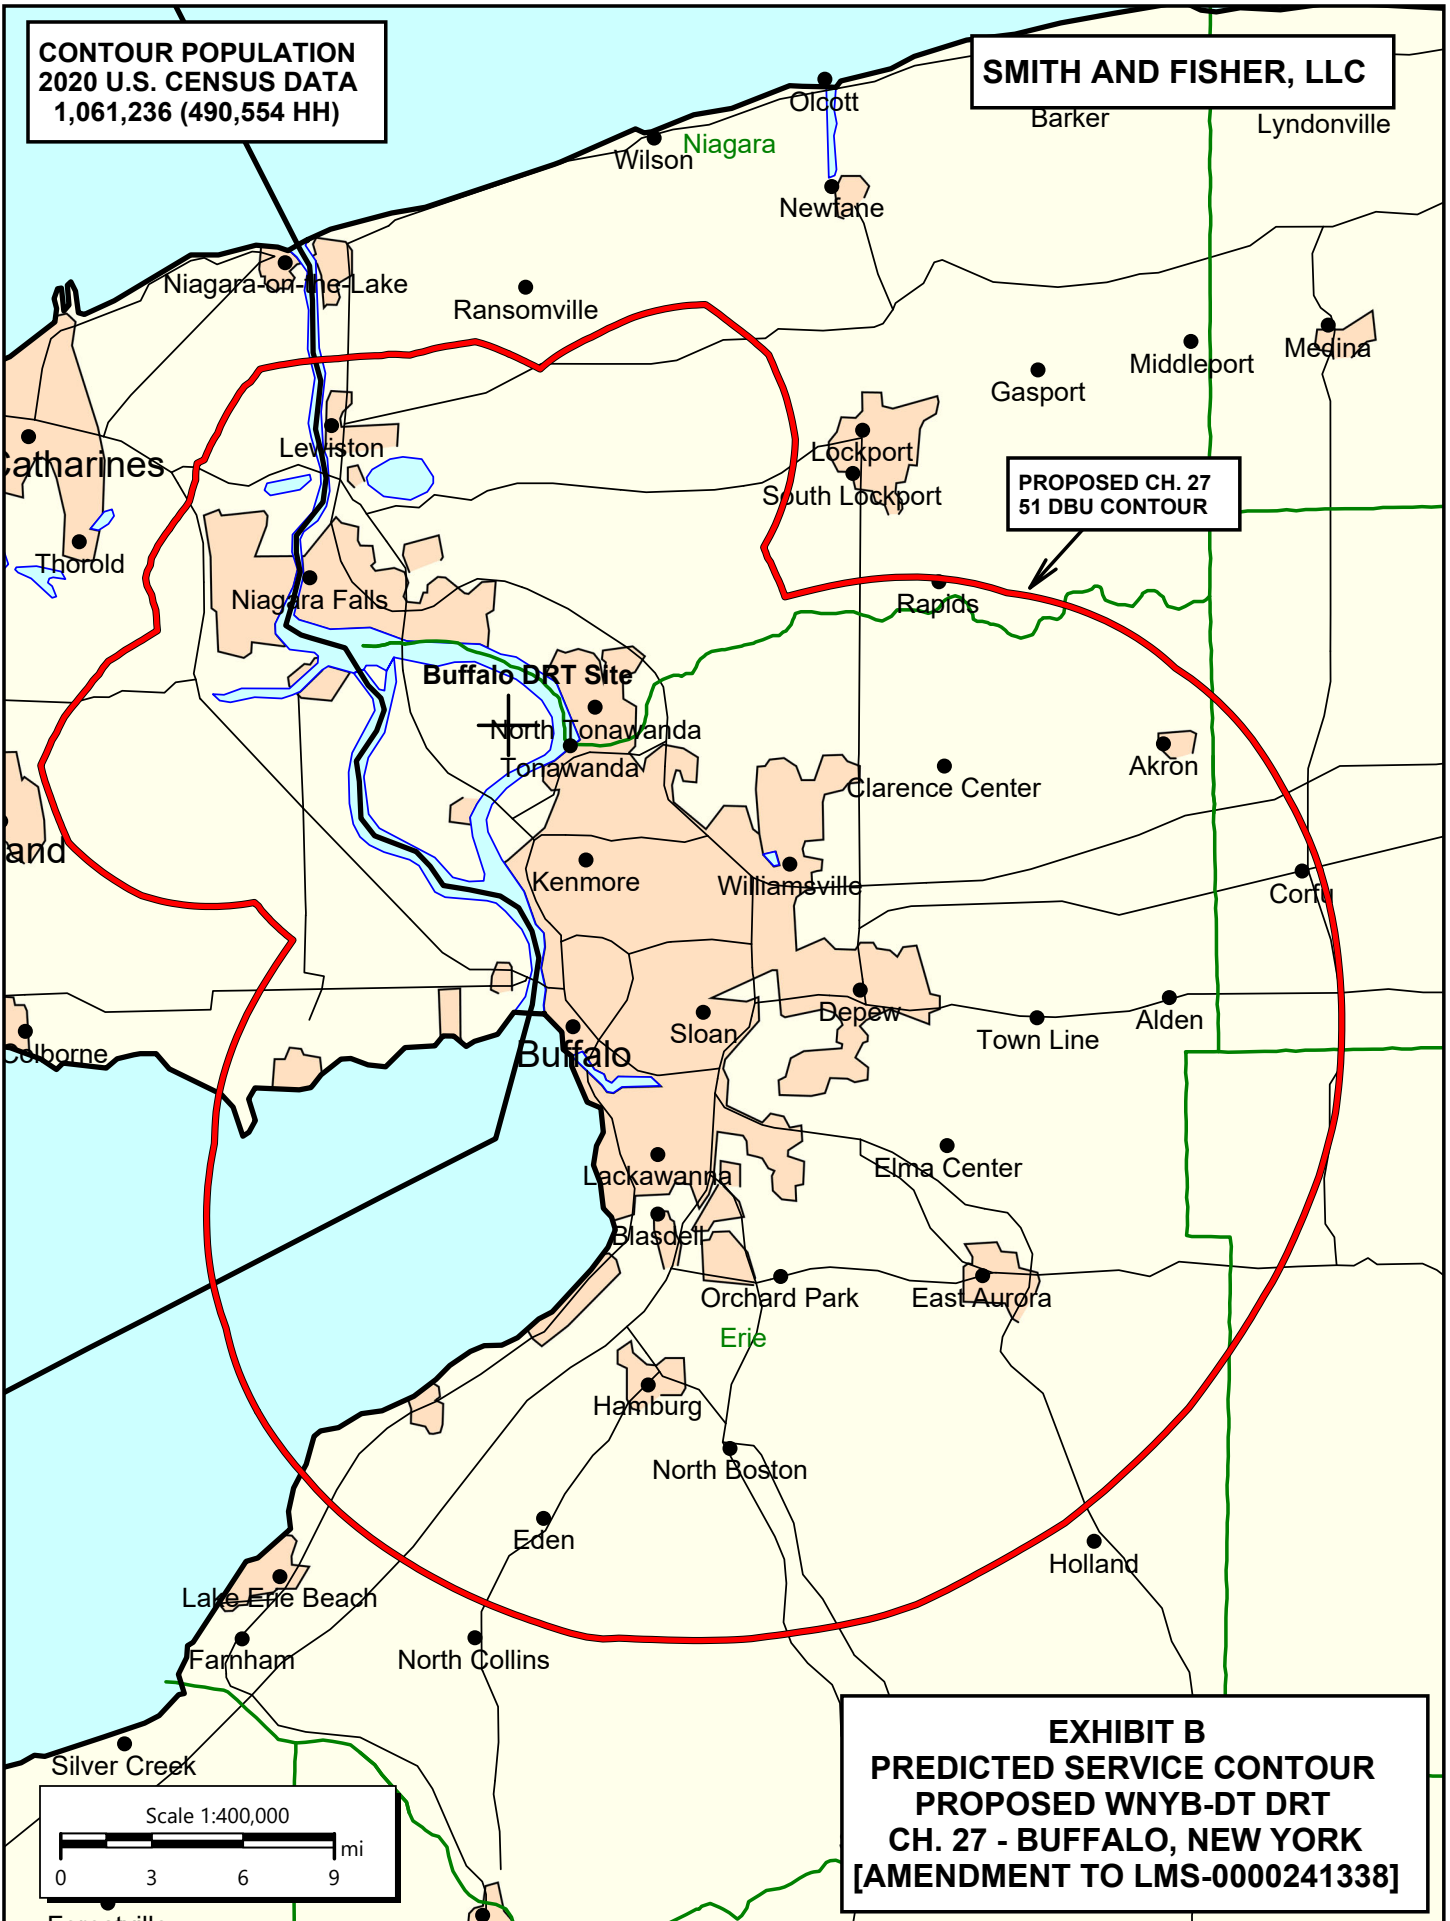 CONTOUR POPULATION
2020 U.S. CENSUS DATA
1,061,236 (490,554 HH)
SMITH AND FISHER, LLC
Olcott
Barker
Lyndonville
Wilson
Niagara
Newfane
Niagara-on-the-Lake
Ransomville
Medina
Middleport
Gasport
Lewiston
Lockport
Catharines
South Lockport
PROPOSED CH. 27
51 DBU CONTOUR
Thorold
Niagara Falls
Rapids
Buffalo DRT Site
North Tonawanda
Tonawanda
Akron
Clarence Center
and
Kenmore
Williamsville
Corfu
Depew
Sloan
Alden
Town Line
Colborne
Buffalo
Lackawanna
Elma Center
Blasdell
Orchard Park
East Aurora
Erie
Hamburg
North Boston
Eden
Holland
Lake Erie Beach
Farnham
North Collins
Silver Creek
EXHIBIT B
PREDICTED SERVICE CONTOUR
PROPOSED WNYB-DT DRT
CH. 27 - BUFFALO, NEW YORK
[AMENDMENT TO LMS-0000241338]
Scale 1:400,000
mi
0 3 6 9